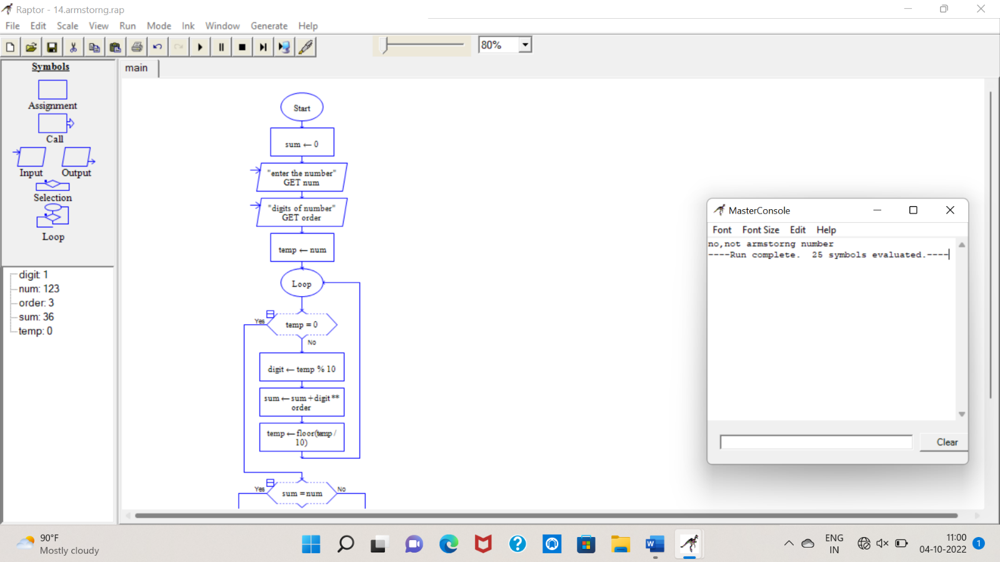 Raptor - 14.armstorng.rap
File Edit Scale View Run Mode Ink Window Generate Help
80%
Symbols
Assignment
Call
Input Output
Selection
Loop
digit: 1
num: 123
order: 3
sum: 36
temp: 0
main
Start
sum ← 0
"enter the number"
GET num
"digits of number"
GET order
temp ← num
Loop
Yes
temp = 0
No
digit ← temp % 10
sum ← sum + digit **
order
temp ← floor(temp /
10)
Yes
sum = num
No
MasterConsole
Font Font Size Edit Help
no,not armstorng number
----Run complete.  25 symbols evaluated.----
Clear
90°F
Mostly cloudy
W
?
ENG
IN
11:00
04-10-2022
1